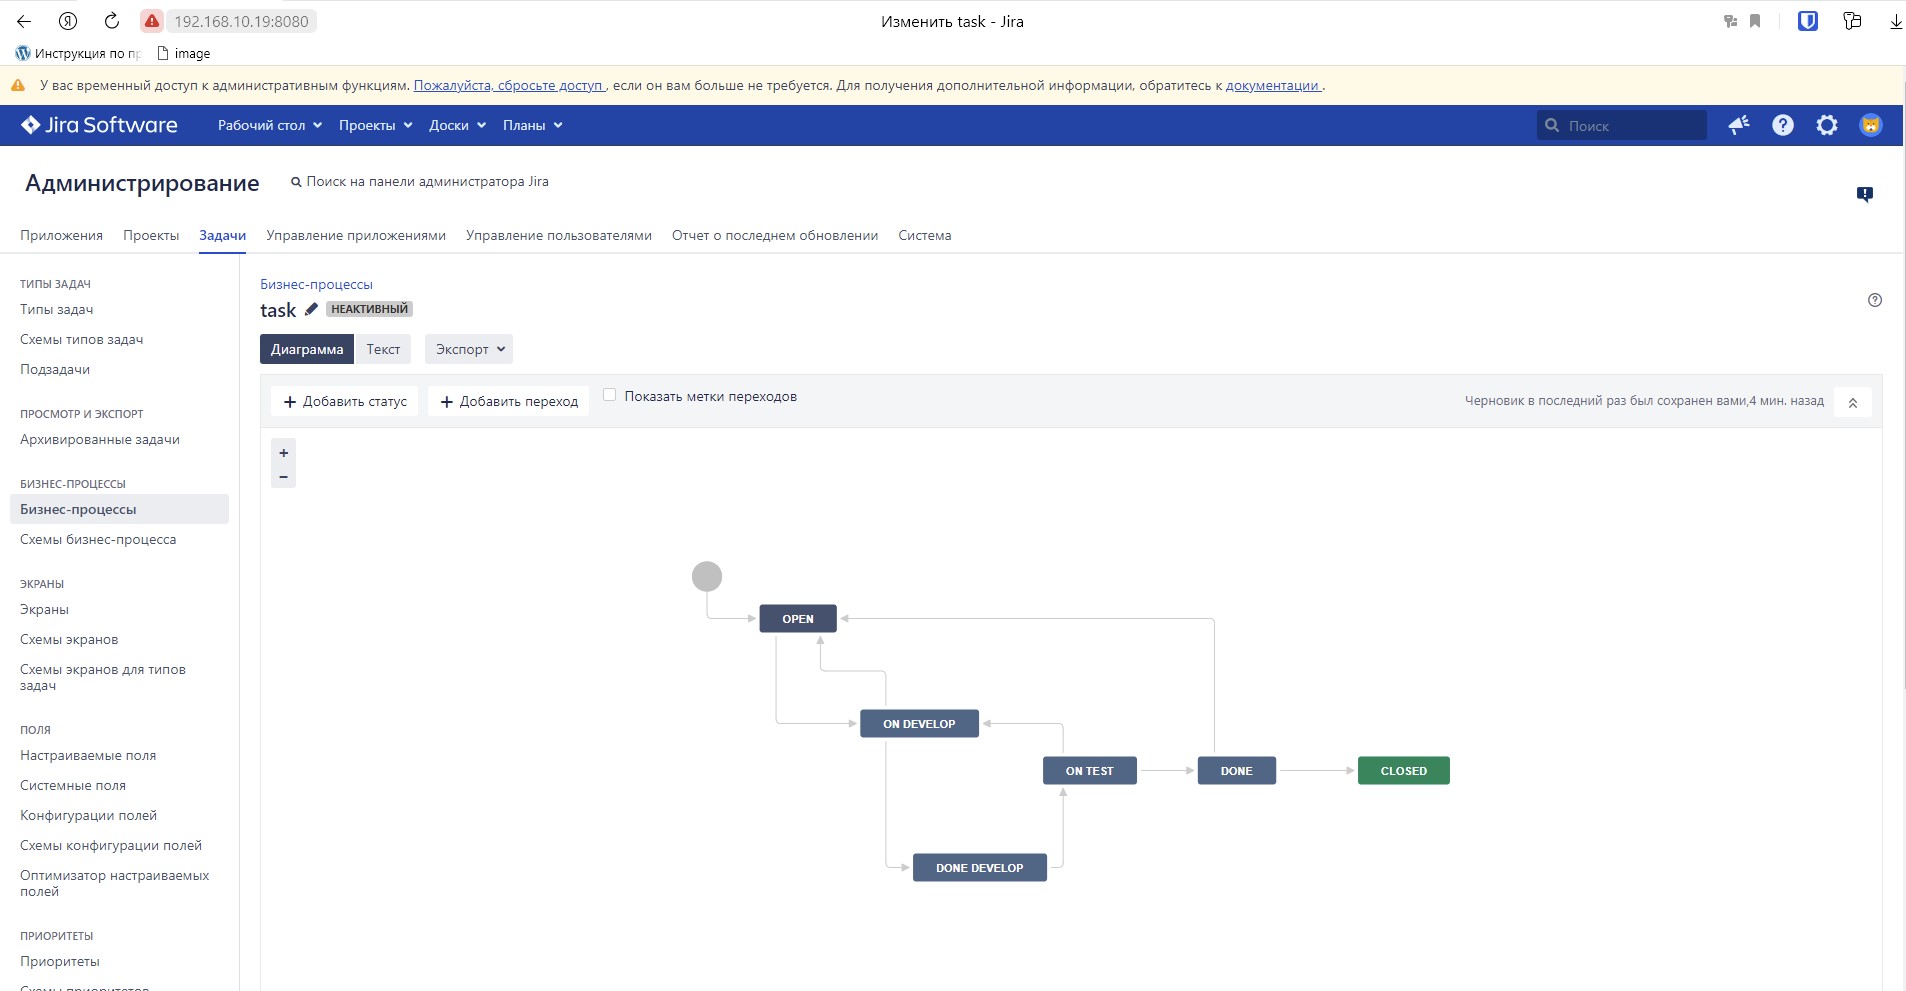 192.168.10.19:8080
Изменить task - Jira
Инструкция по пр
image
У вас временный доступ к административным функциям. Пожалуйста, сбросьте доступ , если он вам больше не требуется. Для получения дополнительной информации, обратитесь к документации .
Jira Software
Рабочий стол
Проекты
Доски
Планы
Поиск
Администрирование
Поиск на панели администратора Jira
Приложения
Проекты
Задачи
Управление приложениями
Управление пользователями
Отчет о последнем обновлении
Система
ТИПЫ ЗАДАЧ
Типы задач
Схемы типов задач
Подзадачи
ПРОСМОТР И ЭКСПОРТ
Архивированные задачи
БИЗНЕС-ПРОЦЕССЫ
Бизнес-процессы
Схемы бизнес-процесса
ЭКРАНЫ
Экраны
Схемы экранов
Схемы экранов для типов
задач
ПОЛЯ
Настраиваемые поля
Системные поля
Конфигурации полей
Схемы конфигурации полей
Оптимизатор настраиваемых
полей
ПРИОРИТЕТЫ
Приоритеты
Схемы приоритетов
Бизнес-процессы
task
НЕАКТИВНЫЙ
Диаграмма
Текст
Экспорт
Добавить статус
Добавить переход
Показать метки переходов
Черновик в последний раз был сохранен вами,4 мин. назад
+
−
OPEN
ON DEVELOP
ON TEST
DONE
CLOSED
DONE DEVELOP